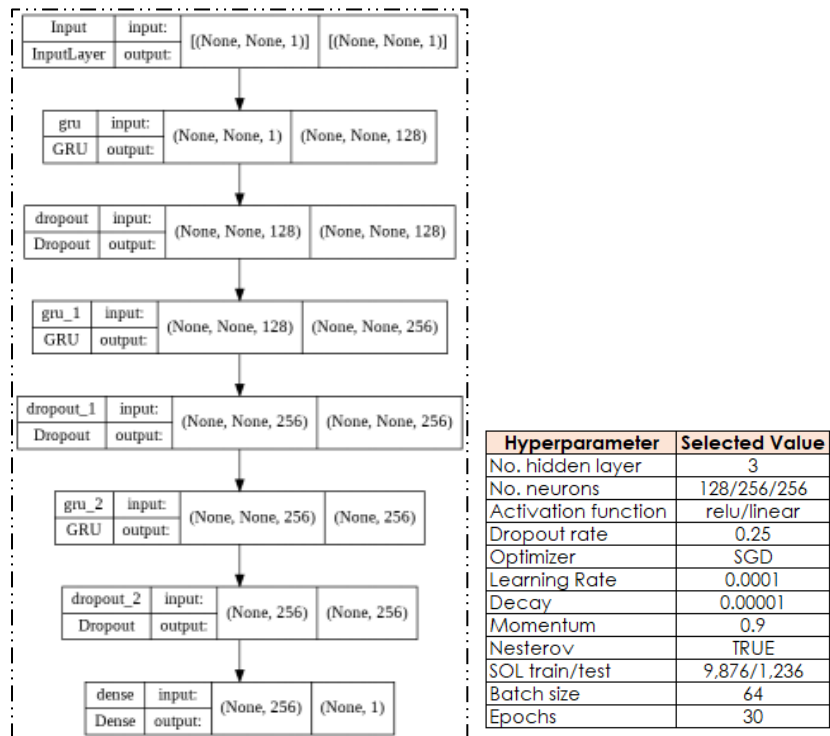 Input input: [(None, None, 1)] [(None, None, 1)]
InputLayer output:
gru input: (None, None, 1) (None, None, 128)
GRU output:
dropout input: (None, None, 128) (None, None, 128)
Dropout output:
gru_1 input: (None, None, 128) (None, None, 256)
GRU output:
dropout_1 input: (None, None, 256) (None, None, 256)
Dropout output:
gru_2 input: (None, None, 256) (None, 256)
GRU output:
dropout_2 input: (None, 256) (None, 256)
Dropout output:
dense input: (None, 256) (None, 1)
Dense output:
Hyperparameter Selected Value
No. hidden layer 3
No. neurons 128/256/256
Activation function relu/linear
Dropout rate 0.25
Optimizer SGD
Learning Rate 0.0001
Decay 0.00001
Momentum 0.9
Nesterov TRUE
SOL train/test 9,876/1,236
Batch size 64
Epochs 30